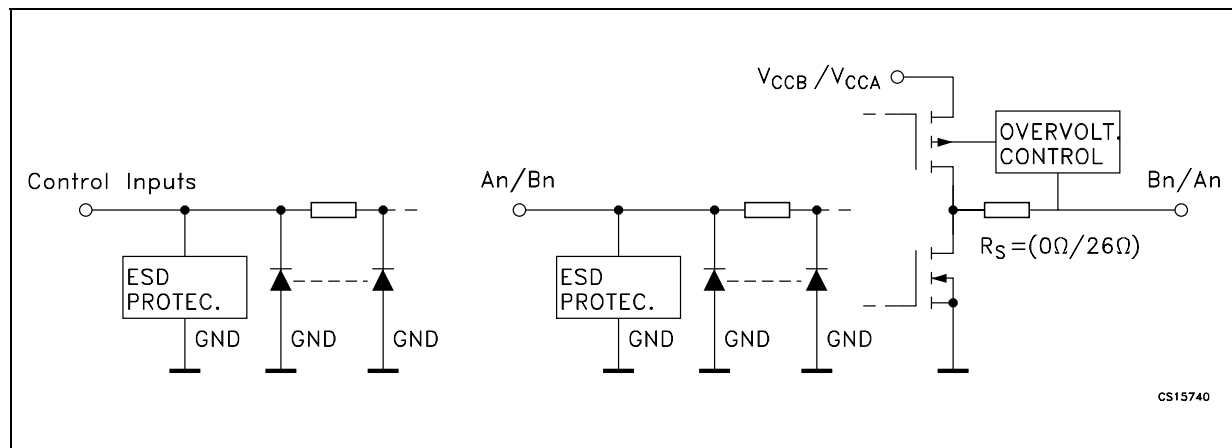 Control Inputs
ESD
PROTEC.
GND
GND
GND
An/Bn
ESD
PROTEC.
GND
GND
GND
VCCB/VCCA
OVERVOLT.
CONTROL
Bn/An
RS=(0Ω/26Ω)
CS15740